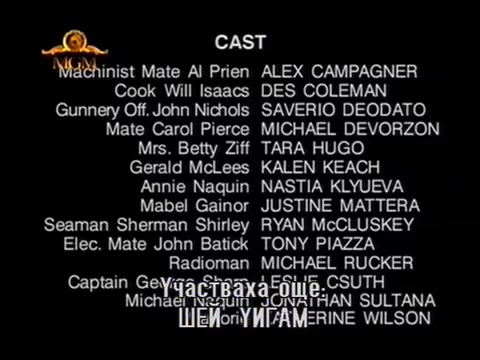 CAST
MGM
Machinist Mate Al Prien ALEX CAMPAGNER
Cook Will Isaacs DES COLEMAN
Gunnery Off. John Nichols SAVERIO DEODATO
Mate Carol Pierce MICHAEL DEVORZON
Mrs. Betty Ziff TARA HUGO
Gerald McLees KALEN KEACH
Annie Naquin NASTIA KLYUEVA
Mabel Gainor JUSTINE MATTERA
Seaman Sherman Shirley RYAN McCLUSKEY
Elec. Mate John Batick TONY PIAZZA
Radioman MICHAEL RUCKER
Captain George LESLIE CSUTH
Michael Naquin JONATHAN SULTANA
KATHERINE WILSON
Участваха още:
ШЕЙ УИГАМ